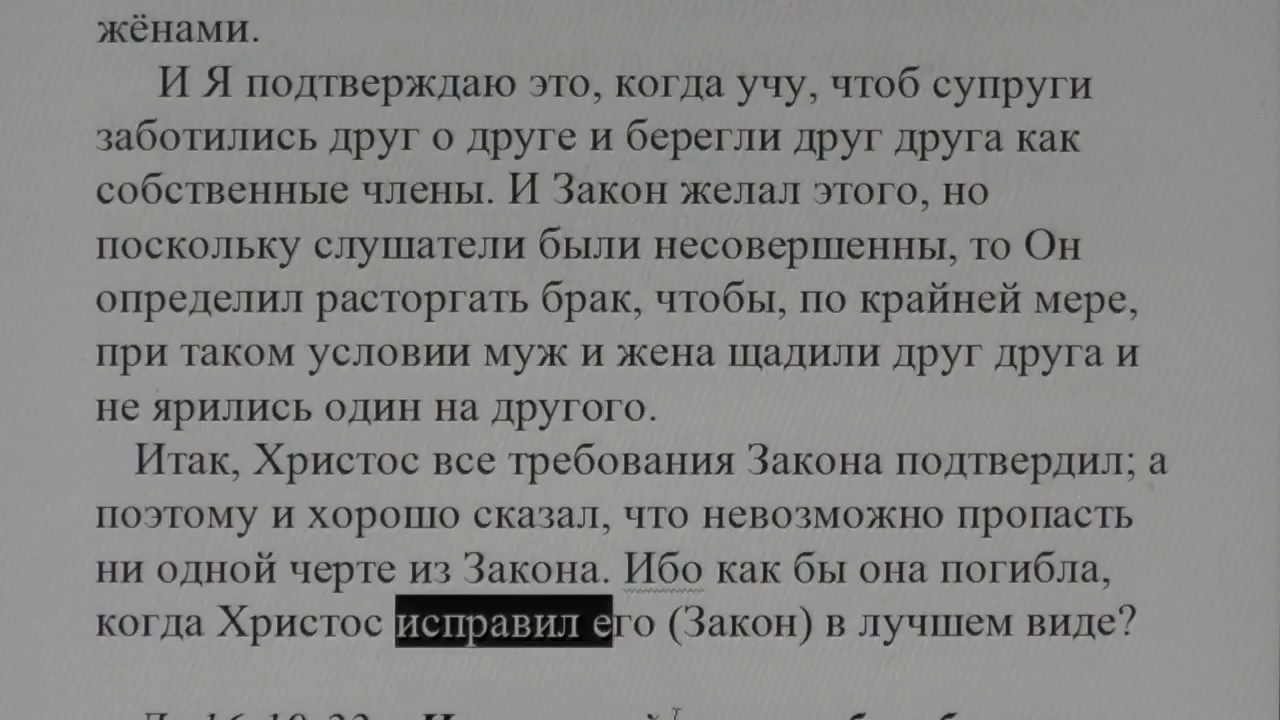 жёнами.
И Я подтверждаю это, когда учу, чтоб супруги
заботились друг о друге и берегли друг друга как
собственные члены. И Закон желал этого, но
поскольку слушатели были несовершенны, то Он
определил расторгать брак, чтобы, по крайней мере,
при таком условии муж и жена щадили друг друга и
не ярились один на другого.
Итак, Христос все требования Закона подтвердил; а
поэтому и хорошо сказал, что невозможно пропасть
ни одной черте из Закона. Ибо как бы она погибла,
когда Христос исправил его (Закон) в лучшем виде?